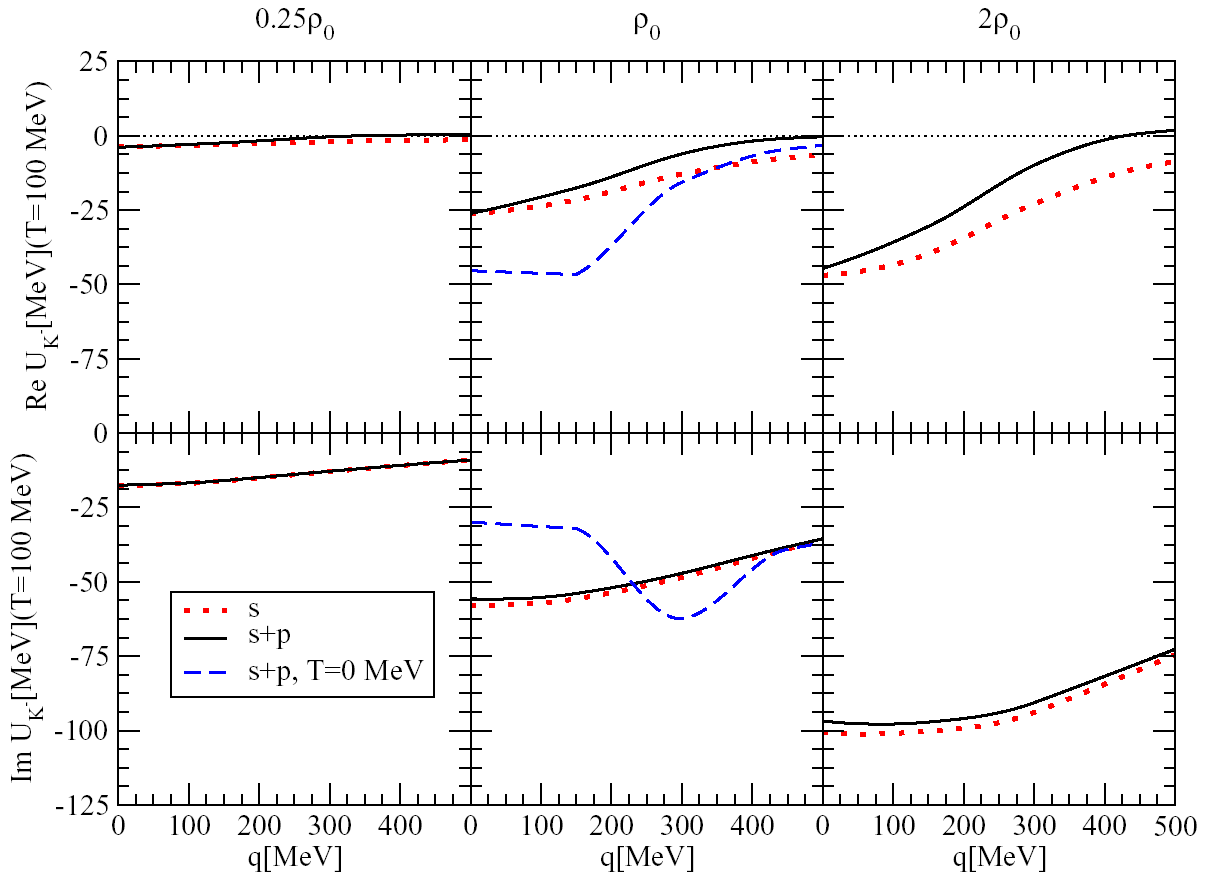 0.25ρ₀ ρ₀ 2ρ₀
Re U_K⁻[MeV](T=100 MeV)
25
0
-25
-50
-75
0
Im U_K⁻[MeV](T=100 MeV)
-25
-50
-75
-100
-125
s
s+p
s+p, T=0 MeV
0 100 200 300 400 0 100 200 300 400 0 100 200 300 400 500
q[MeV] q[MeV] q[MeV]